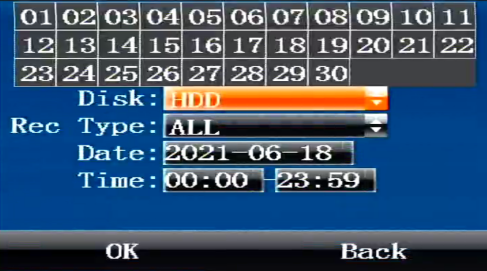 01 02 03 04 05 06 07 08 09 10 11
12 13 14 15 16 17 18 19 20 21 22
23 24 25 26 27 28 29 30
Disk: HDD
Rec Type: ALL
Date: 2021-06-18
Time: 00:00 - 23:59
OK Back